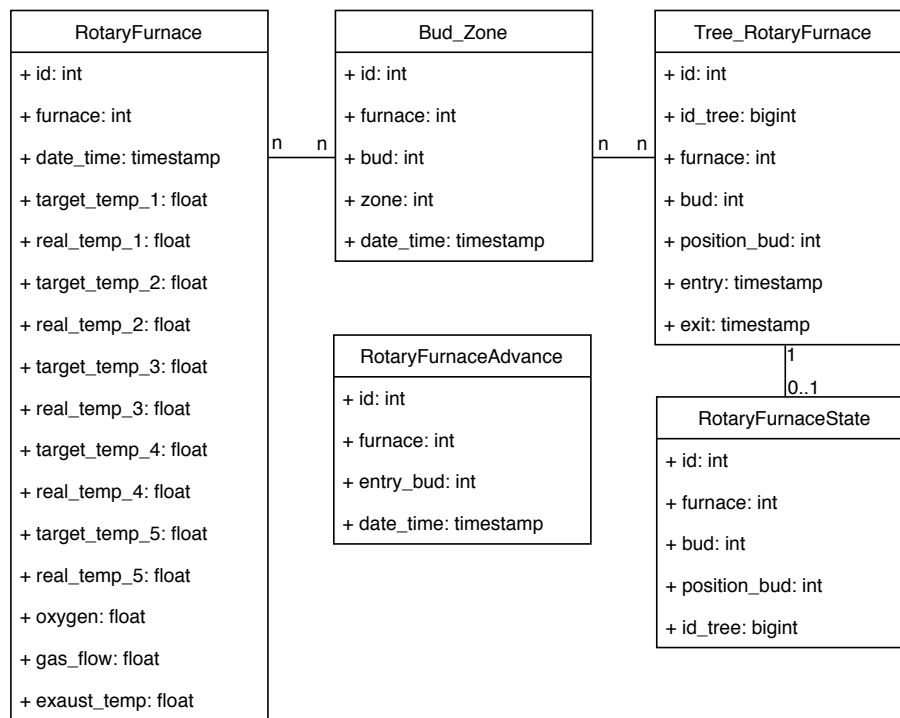 RotaryFurnace
+ id: int
+ furnace: int
+ date_time: timestamp
+ target_temp_1: float
+ real_temp_1: float
+ target_temp_2: float
+ real_temp_2: float
+ target_temp_3: float
+ real_temp_3: float
+ target_temp_4: float
+ real_temp_4: float
+ target_temp_5: float
+ real_temp_5: float
+ oxygen: float
+ gas_flow: float
+ exaust_temp: float
n
n
Bud_Zone
+ id: int
+ furnace: int
+ bud: int
+ zone: int
+ date_time: timestamp
n
n
Tree_RotaryFurnace
+ id: int
+ id_tree: bigint
+ furnace: int
+ bud: int
+ position_bud: int
+ entry: timestamp
+ exit: timestamp
1
0..1
RotaryFurnaceAdvance
+ id: int
+ furnace: int
+ entry_bud: int
+ date_time: timestamp
RotaryFurnaceState
+ id: int
+ furnace: int
+ bud: int
+ position_bud: int
+ id_tree: bigint